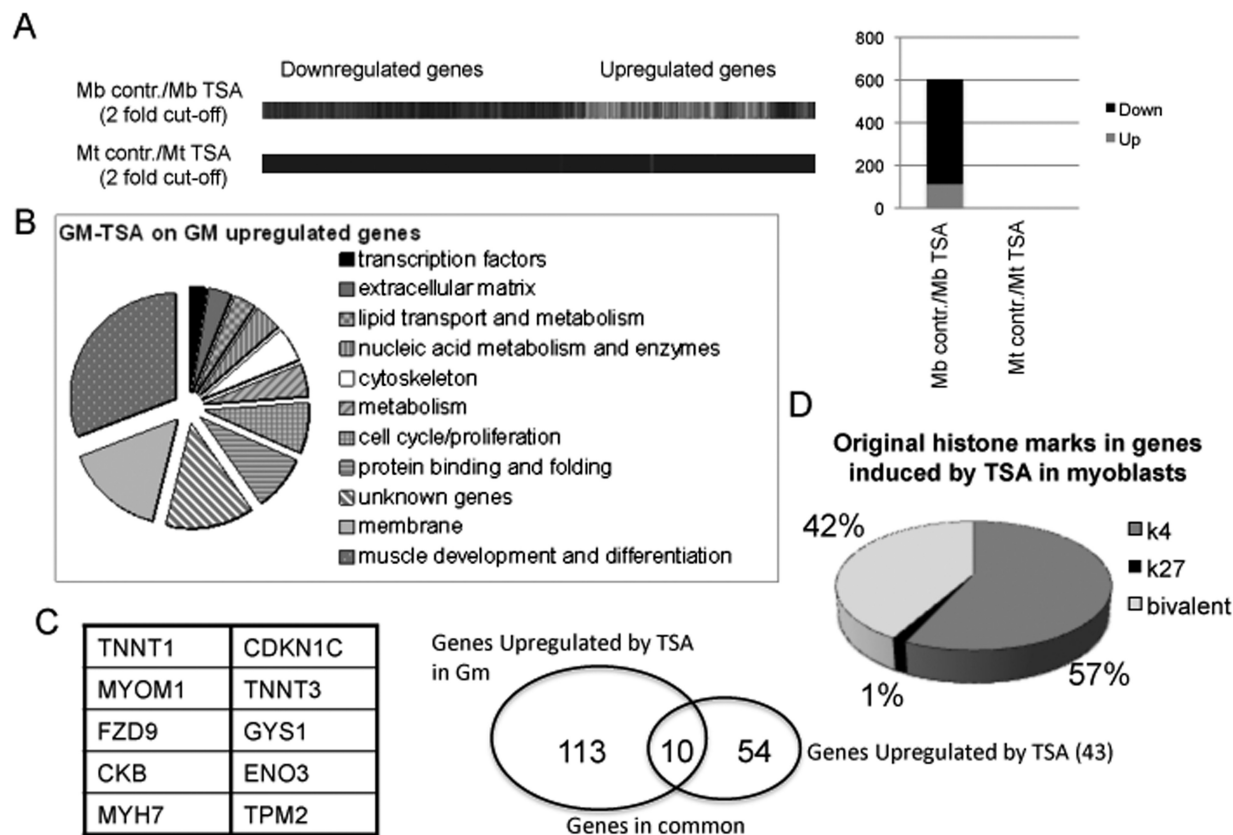 A
Downregulated genes
Upregulated genes
Mb contr./Mb TSA
(2 fold cut-off)
Mt contr./Mt TSA
(2 fold cut-off)
800
600
400
200
0
Down
Up
Mb contr./Mb TSA
Mt contr./Mt TSA
B
GM-TSA on GM upregulated genes
transcription factors
extracellular matrix
lipid transport and metabolism
nucleic acid metabolism and enzymes
cytoskeleton
metabolism
cell cycle/proliferation
protein binding and folding
unknown genes
membrane
muscle development and differentiation
C
TNNT1 CDKN1C
MYOM1 TNNT3
FZD9 GYS1
CKB ENO3
MYH7 TPM2
Genes Upregulated by TSA
in Gm
113
10
54
Genes Upregulated by TSA (43)
Genes in common
D
Original histone marks in genes
induced by TSA in myoblasts
42%
1%
57%
k4
k27
bivalent